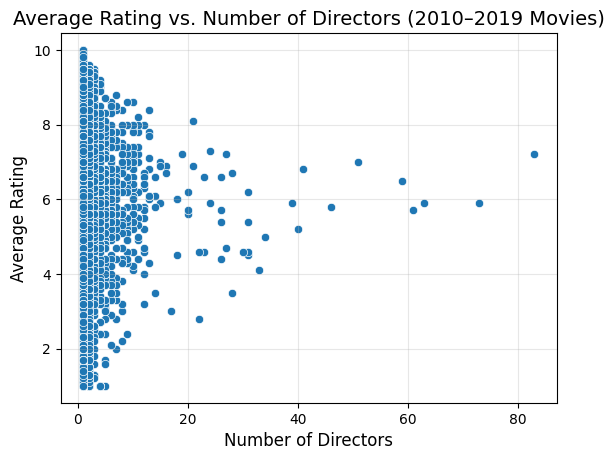 Average Rating vs. Number of Directors (2010–2019 Movies)
10
8
6
4
2
Average Rating
0 20 40 60 80
Number of Directors